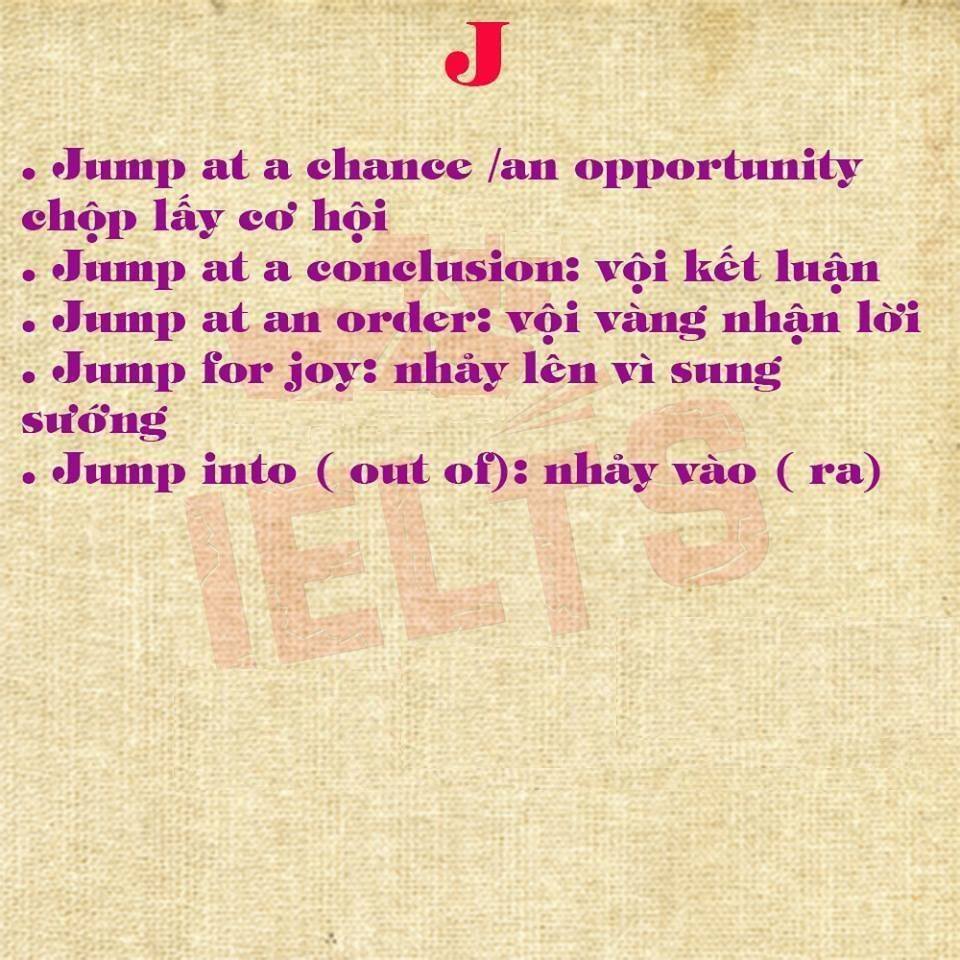 J
. Jump at a chance /an opportunity
chộp lấy cơ hội
. Jump at a conclusion: vội kết luận
. Jump at an order: vội vàng nhận lời
. Jump for joy: nhảy lên vì sung
sướng
. Jump into ( out of): nhảy vào ( ra)
IELTS